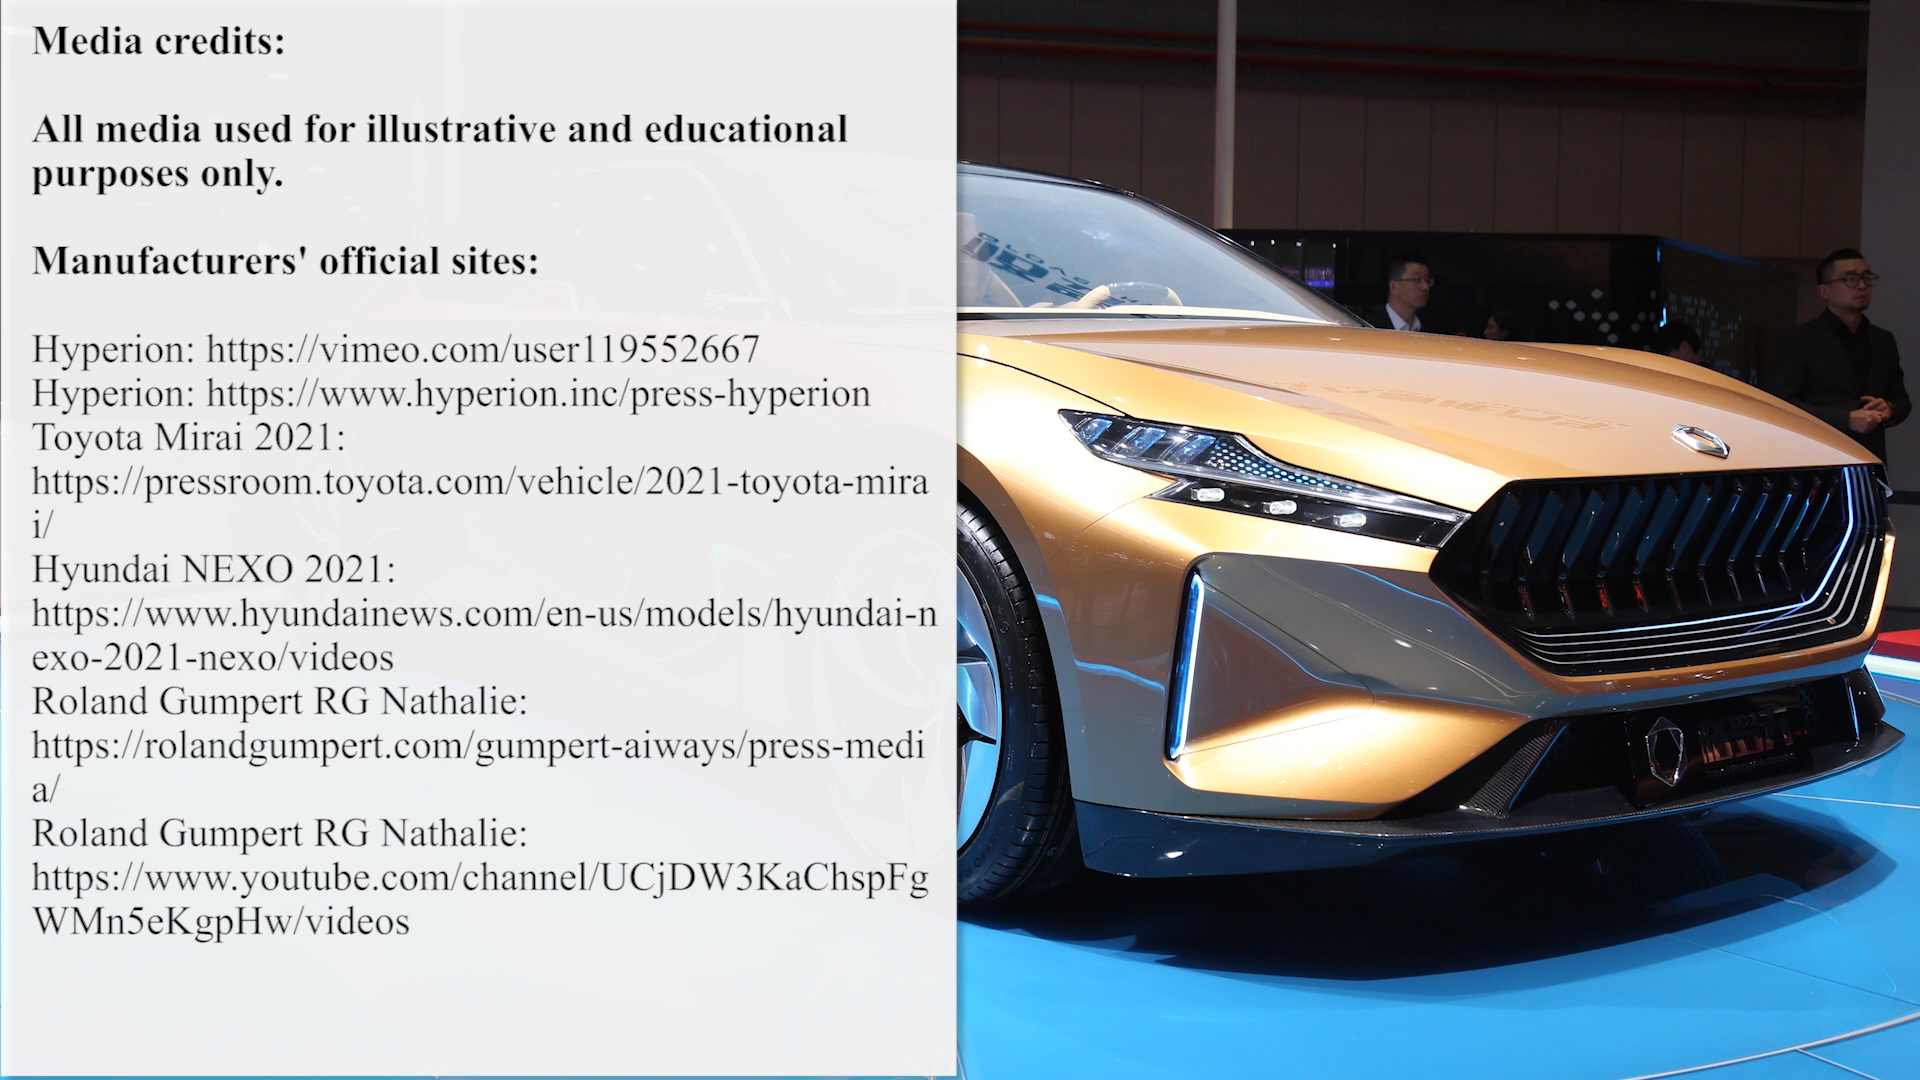 Media credits:
All media used for illustrative and educational
purposes only.
Manufacturers' official sites:
Hyperion: https://vimeo.com/user119552667
Hyperion: https://www.hyperion.inc/press-hyperion
Toyota Mirai 2021:
https://pressroom.toyota.com/vehicle/2021-toyota-mira
i/
Hyundai NEXO 2021:
https://www.hyundainews.com/en-us/models/hyundai-n
exo-2021-nexo/videos
Roland Gumpert RG Nathalie:
https://rolandgumpert.com/gumpert-aiways/press-medi
a/
Roland Gumpert RG Nathalie:
https://www.youtube.com/channel/UCjDW3KaChspFg
WMn5eKgpHw/videos